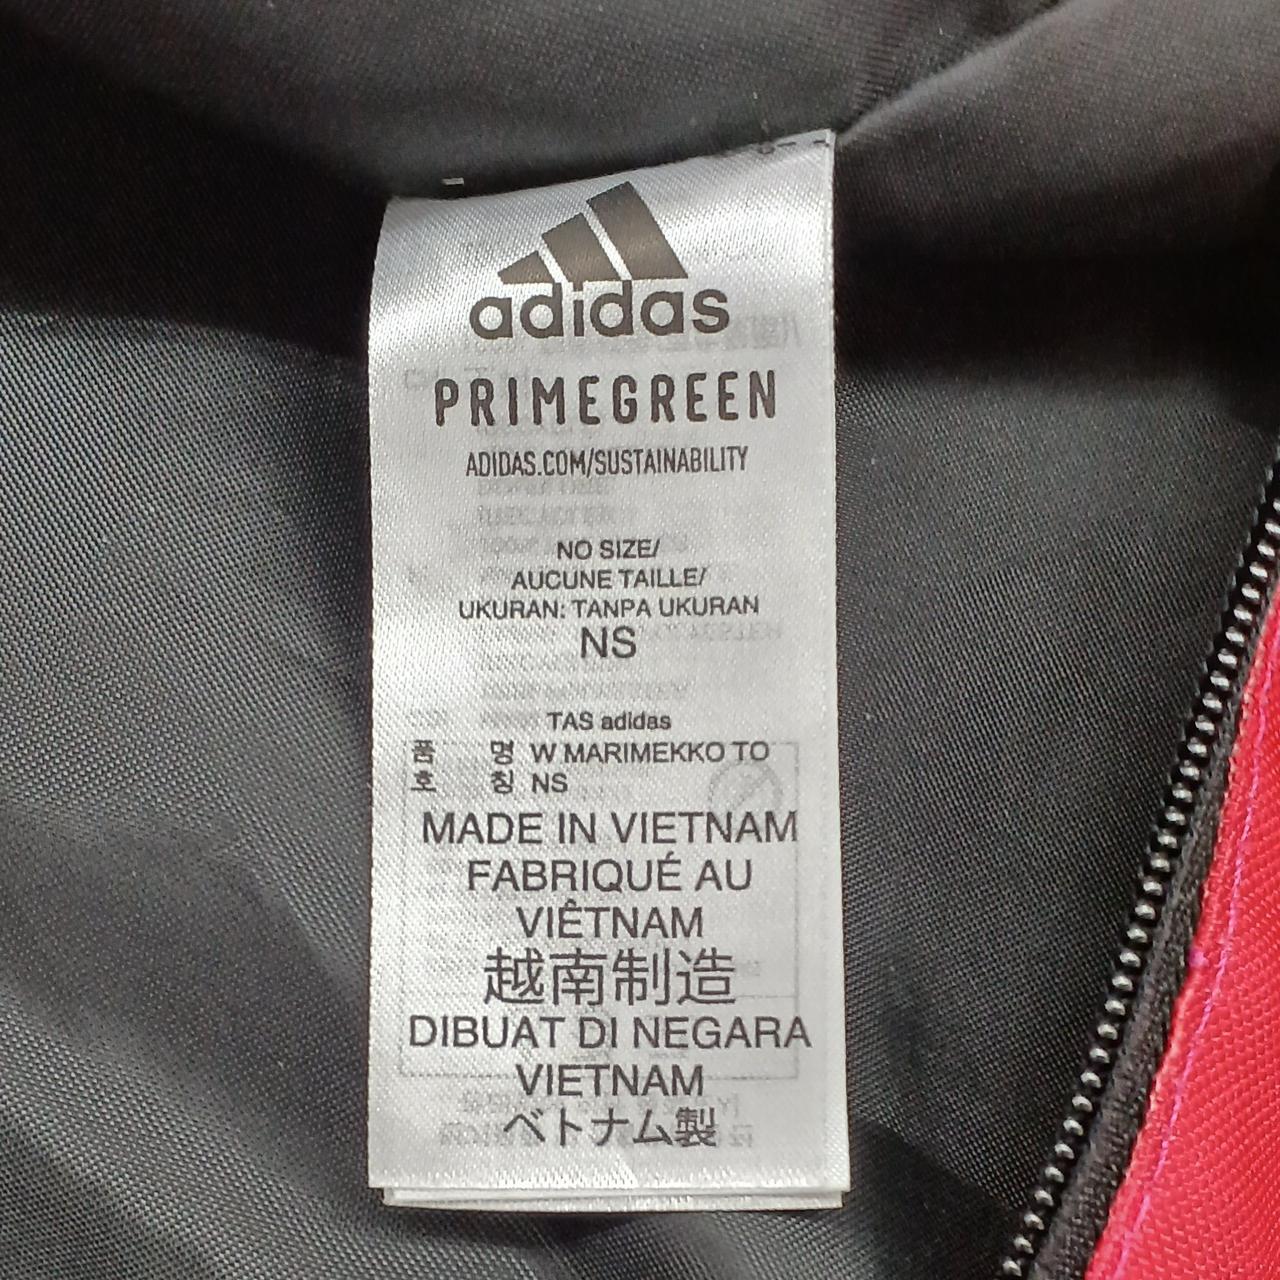 adidas
PRIMEGREEN
ADIDAS.COM/SUSTAINABILITY
NO SIZE/
AUCUNE TAILLE/
UKURAN: TANPA UKURAN
NS
TAS adidas
품 명 W MARIMEKKO TO
호 칭 NS
MADE IN VIETNAM
FABRIQUÉ AU
VIÊTNAM
越南制造
DIBUAT DI NEGARA
VIETNAM
ベトナム製